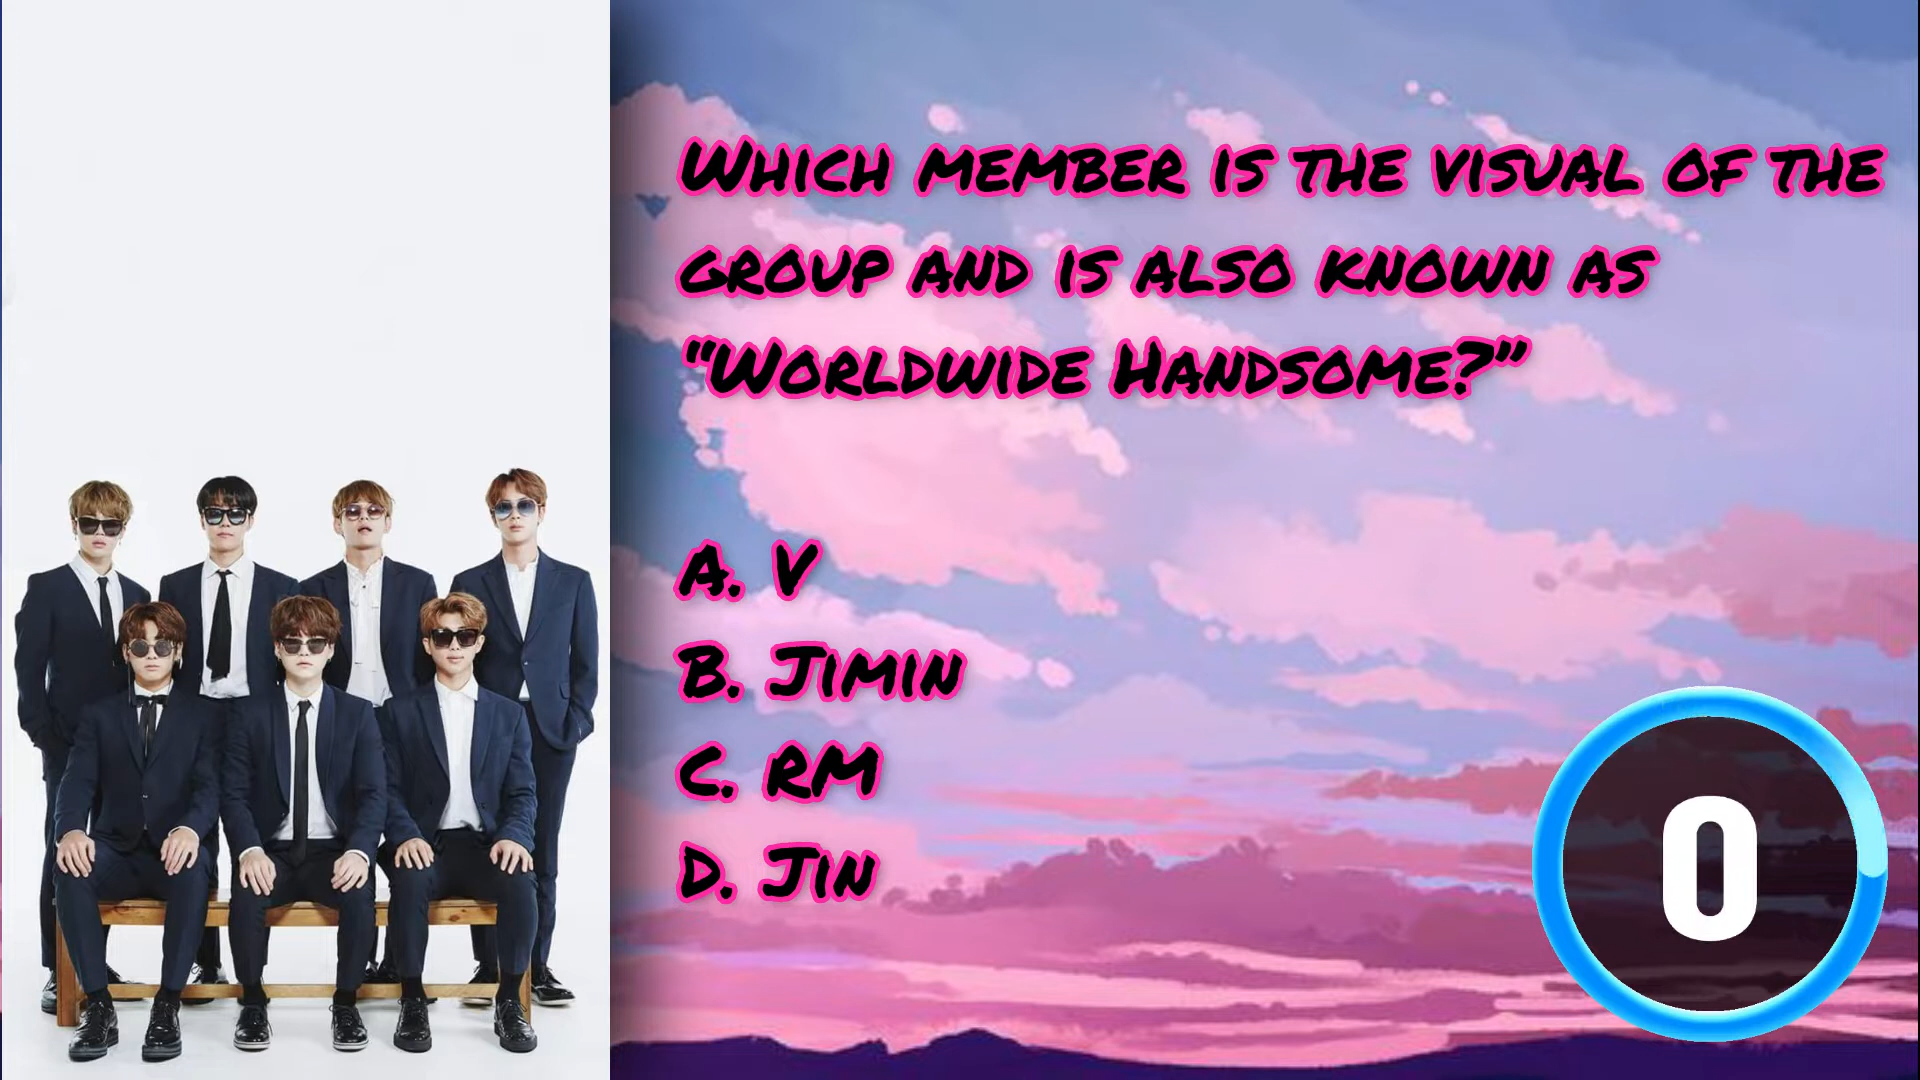 Which member is the visual of the
group and is also known as
“Worldwide Handsome?”
A. V
B. Jimin
C. RM
D. Jin
0